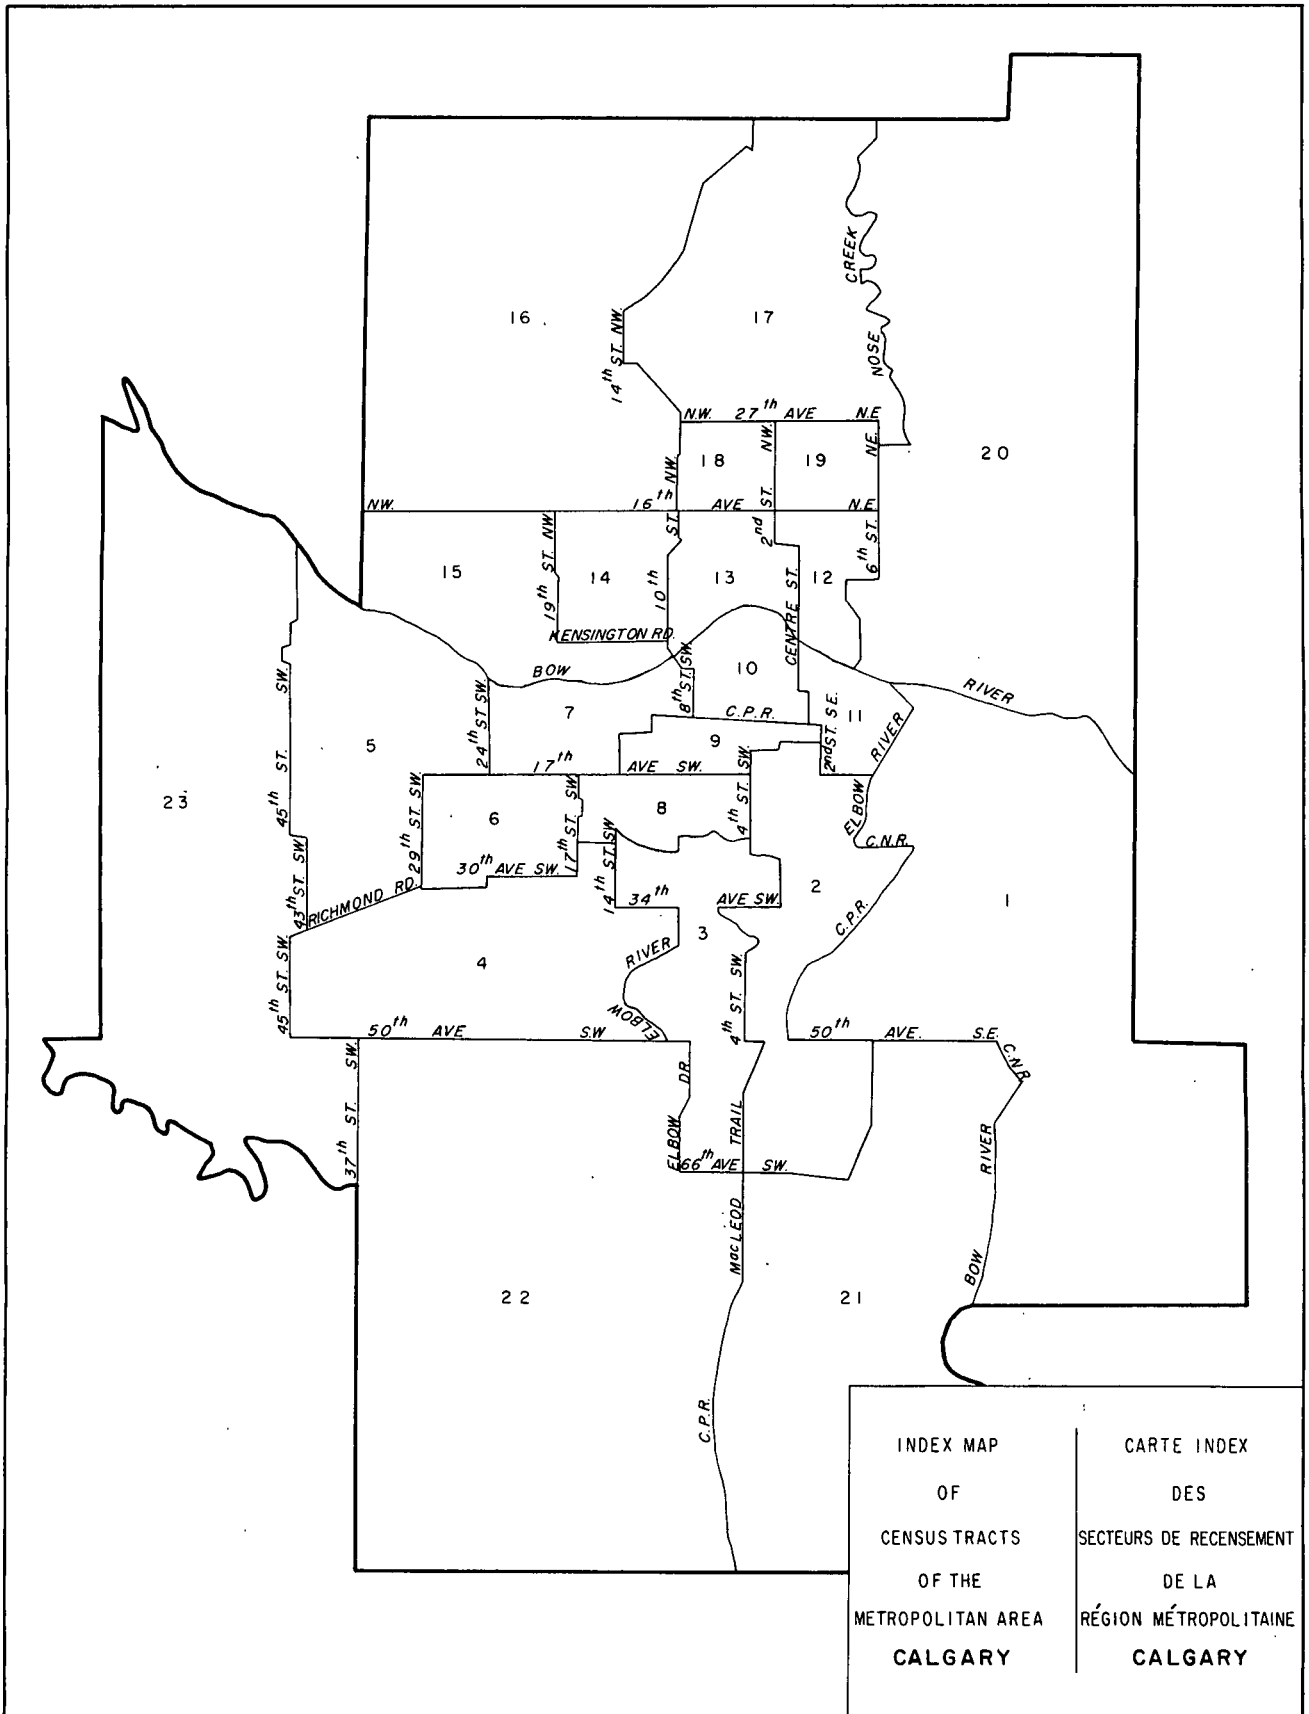 16
17
CREEK
NOSE
14th ST. NW.
N.W. 27th AVE N.E
20
18
19
NW.
NW.
NE.
NW. 16th AVE N.E.
ST.
2nd ST.
6th ST.
15
14
13
12
19th ST. NW
10th
CENTRE ST.
KENSINGTON RD.
BOW
RIVER
10
8th ST. SW.
C.P.R.
11
2nd ST. SE.
RIVER
ELBOW
7
24th ST SW.
9
5
45th ST. SW.
23
17th AVE SW.
4th ST. SW.
8
6
29th ST. SW
17th ST. SW
14th ST. SW
30th AVE SW.
C.N.R.
43th ST. SW
RICHMOND RD.
34th AVE SW.
2
1
3
C.P.R.
4
RIVER
ELBOW
45th ST. SW.
4th ST. SW.
50th AVE S.W
50th AVE. S.E.
C.N.R
37th ST. SW.
ELBOW DR.
MacLEOD TRAIL
66th AVE SW.
RIVER
BOW
22
21
C.P.R.
INDEX MAP
OF
CENSUS TRACTS
OF THE
METROPOLITAN AREA
CALGARY
CARTE INDEX
DES
SECTEURS DE RECENSEMENT
DE LA
RÉGION MÉTROPOLITAINE
CALGARY